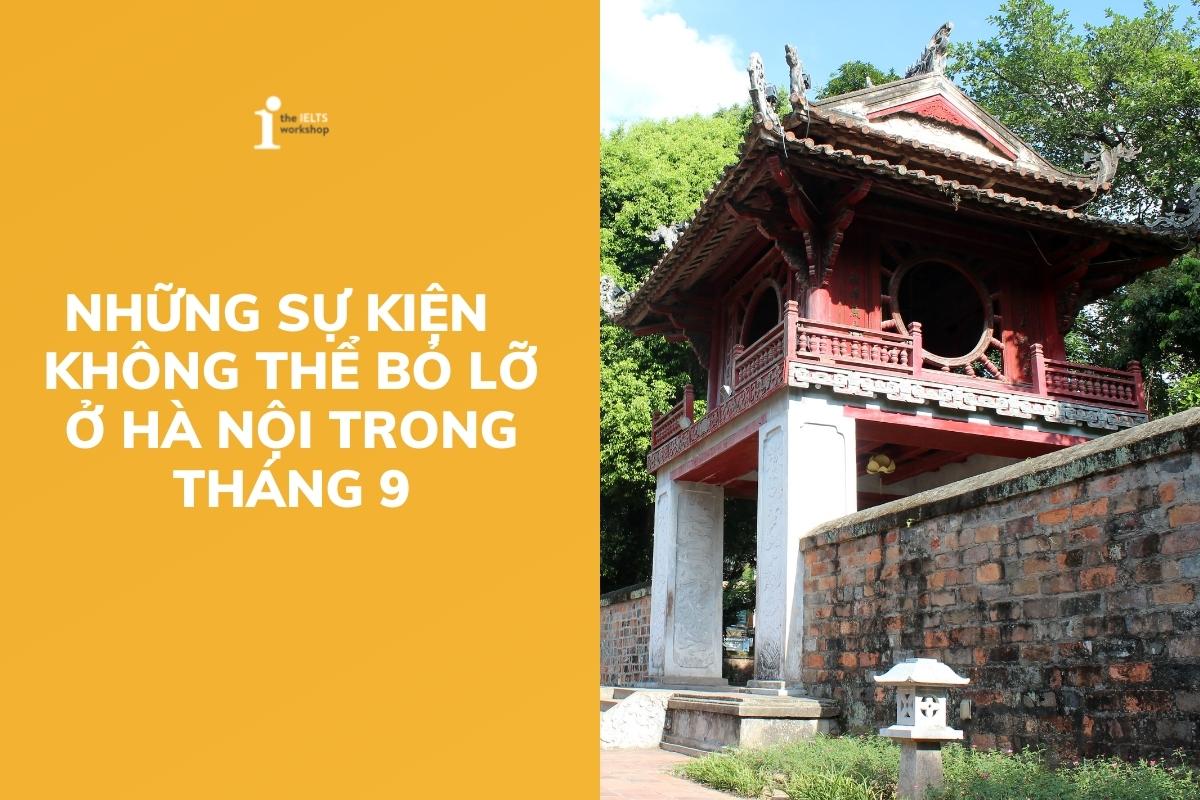 the IELTS
workshop
NHỮNG SỰ KIỆN
KHÔNG THỂ BỎ LỠ
Ở HÀ NỘI TRONG
THÁNG 9